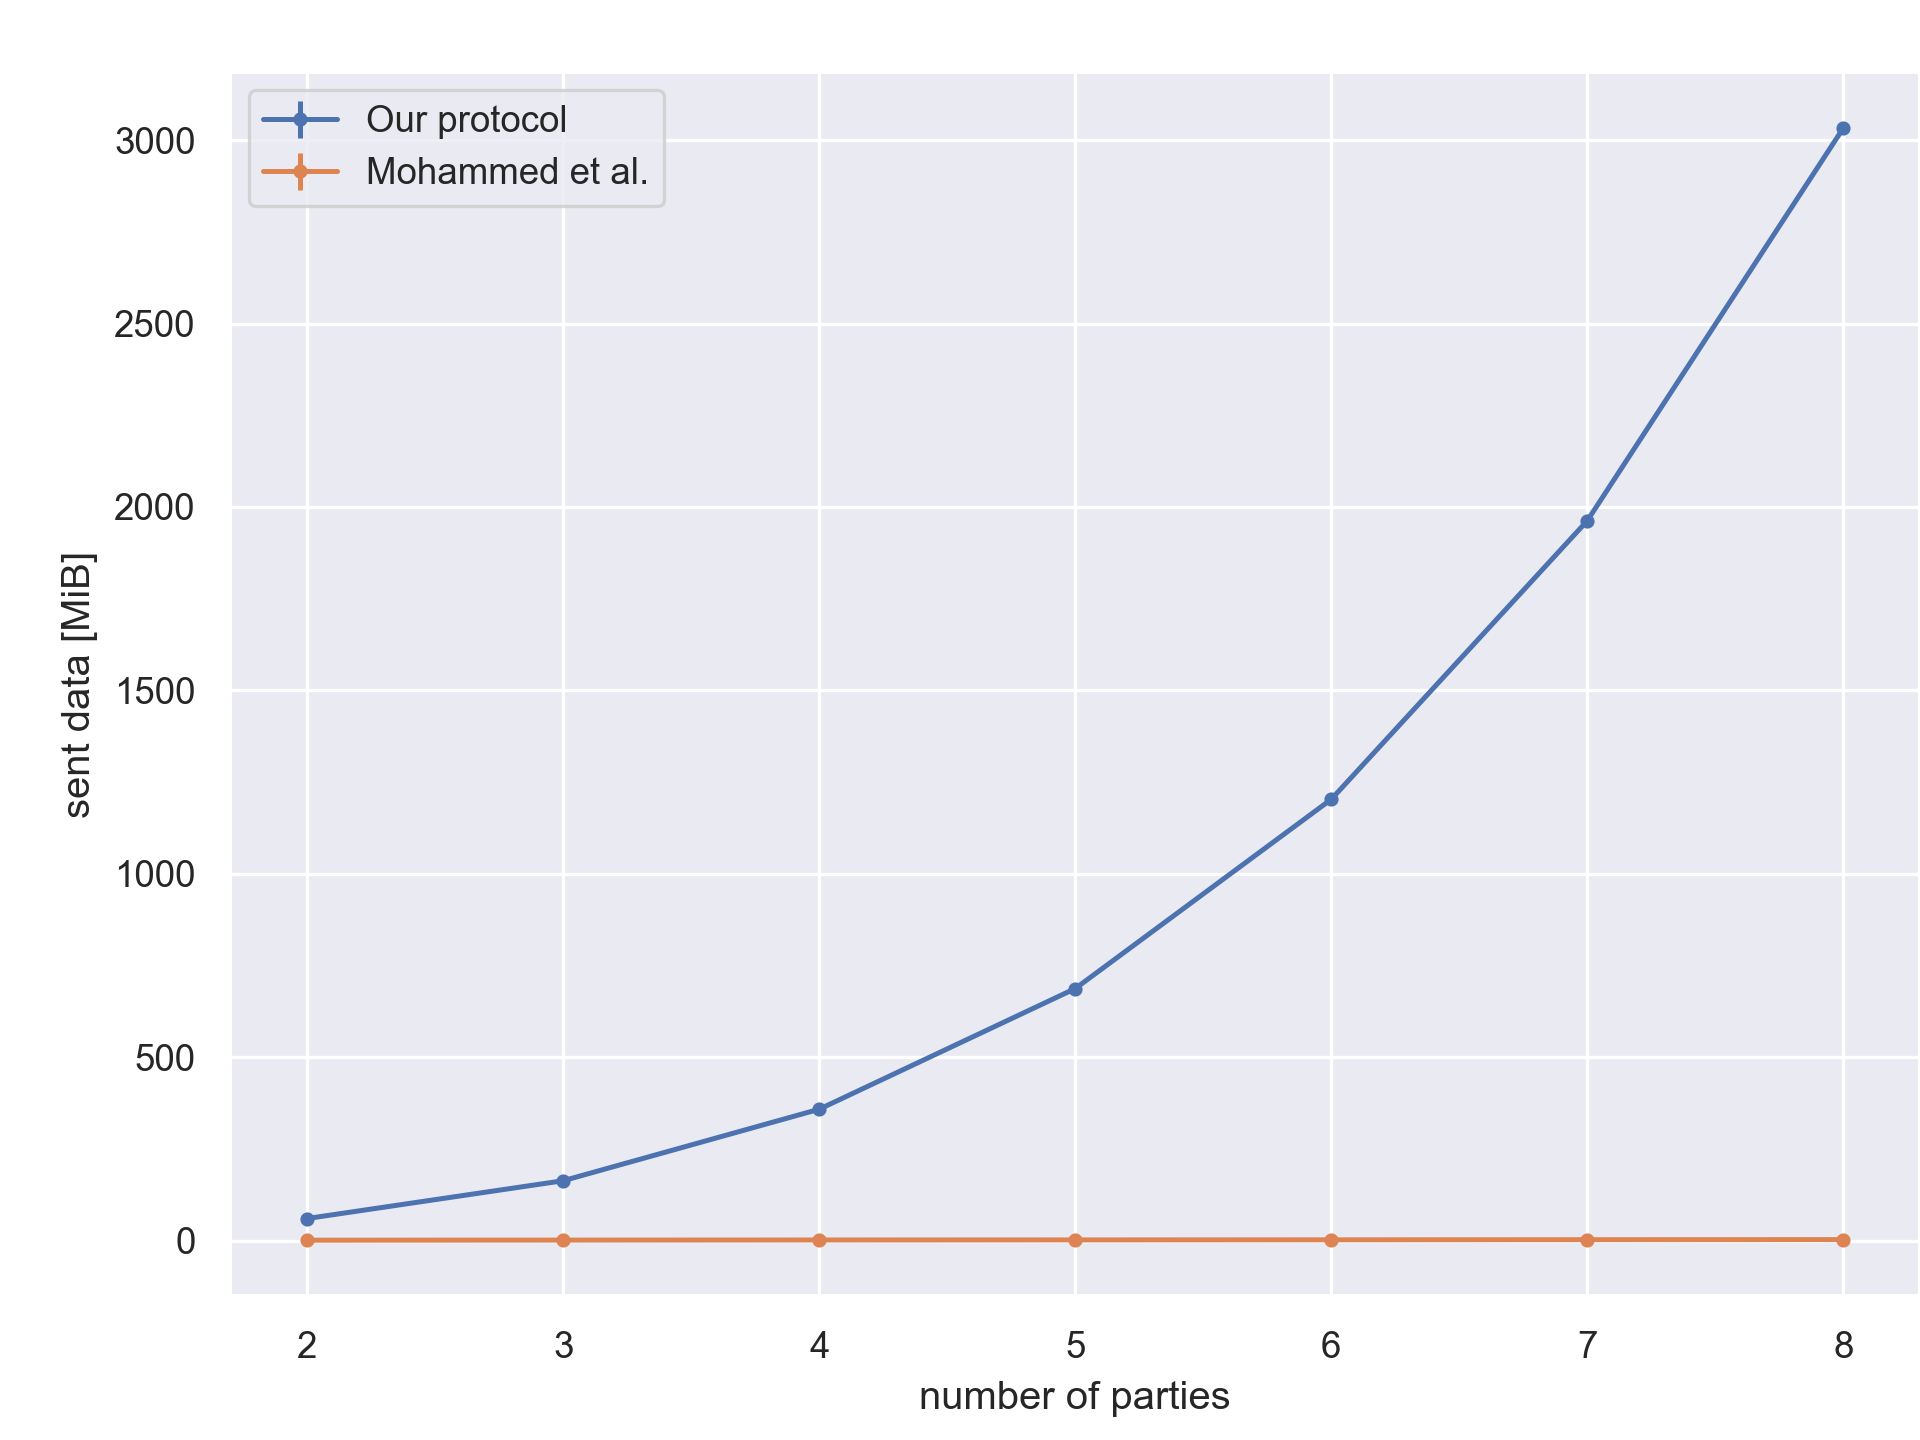 Our protocol
Mohammed et al.
3000
2500
2000
1500
1000
500
0
sent data [MiB]
2 3 4 5 6 7 8
number of parties